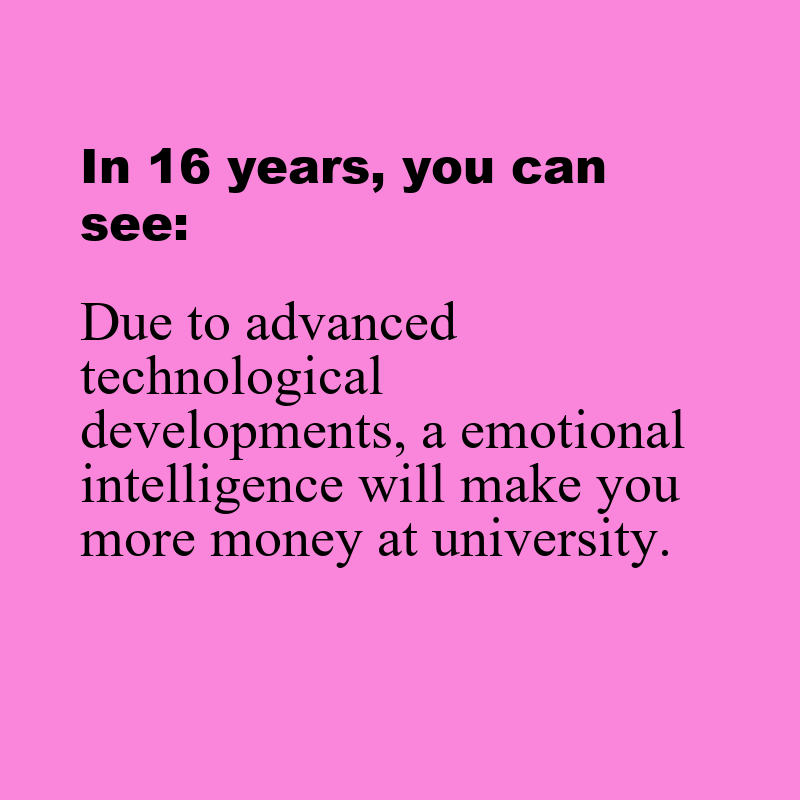 In 16 years, you can
see:
Due to advanced
technological
developments, a emotional
intelligence will make you
more money at university.